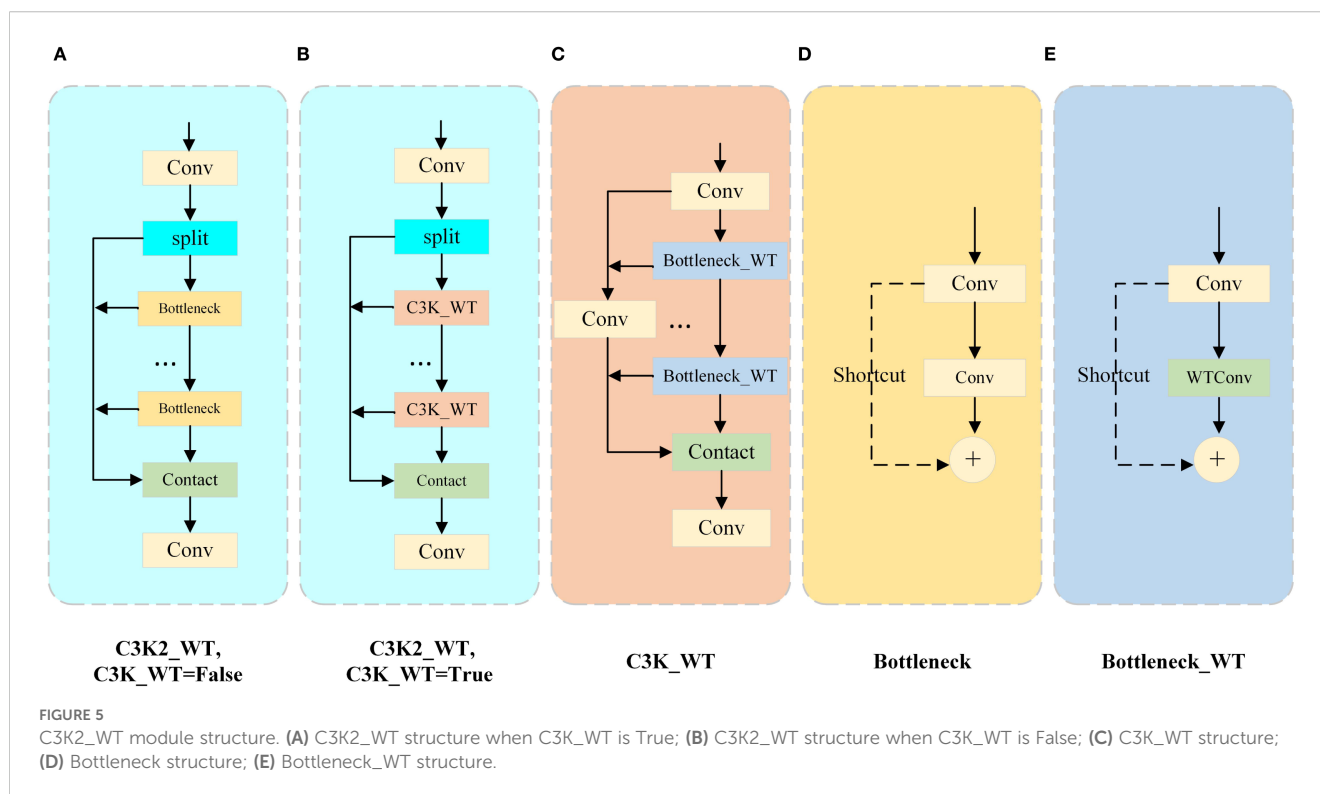 A
B
C
D
E
Conv
split
Bottleneck
...
Bottleneck
Contact
Conv
C3K2_WT,
C3K_WT=False
Conv
split
C3K_WT
...
C3K_WT
Contact
Conv
C3K2_WT,
C3K_WT=True
Conv
Bottleneck_WT
Conv
...
Bottleneck_WT
Contact
Conv
C3K_WT
Conv
Shortcut
Conv
+
Bottleneck
Conv
Shortcut
WTConv
+
Bottleneck_WT
FIGURE 5
C3K2_WT module structure. (A) C3K2_WT structure when C3K_WT is True; (B) C3K2_WT structure when C3K_WT is False; (C) C3K_WT structure;
(D) Bottleneck structure; (E) Bottleneck_WT structure.